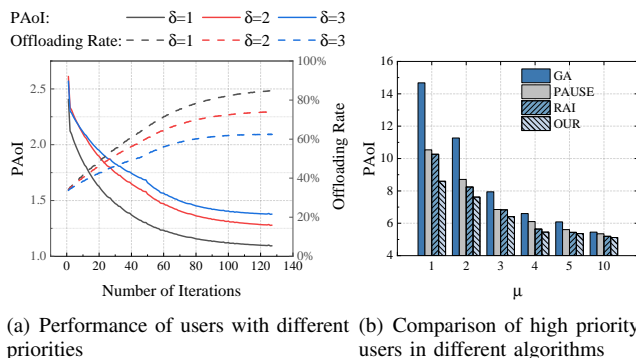 PAoI: δ=1 δ=2 δ=3
Offloading Rate: δ=1 δ=2 δ=3
2.5
2.0
1.5
1.0
PAoI
100%
80%
60%
40%
20%
0%
Offloading Rate
0 20 40 60 80 100 120 140
Number of Iterations
16
14
12
10
8
6
4
PAoI
GA
PAUSE
RAI
OUR
1 2 3 4 5 10
μ
(a) Performance of users with different priorities
(b) Comparison of high priority users in different algorithms